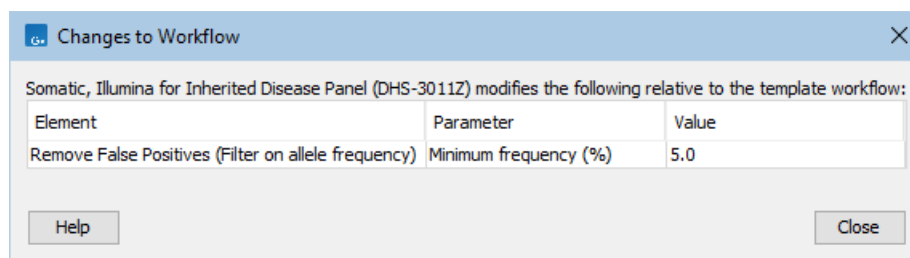 Changes to Workflow
Somatic, Illumina for Inherited Disease Panel (DHS-3011Z) modifies the following relative to the template workflow:
Element Parameter Value
Remove False Positives (Filter on allele frequency) Minimum frequency (%) 5.0
Help Close